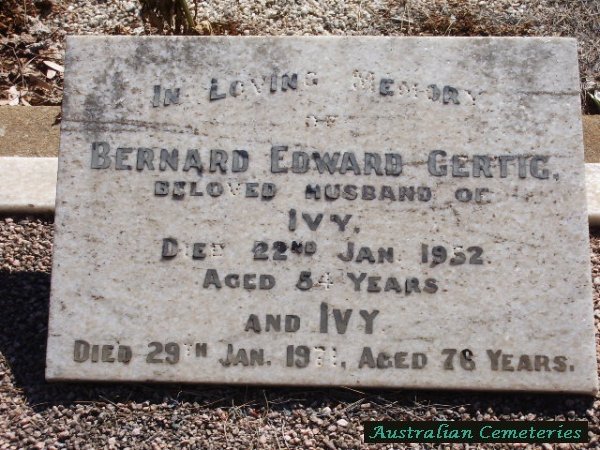 In Loving Memory
of
Bernard Edward Gertig,
beloved husband of
Ivy.
Died 22nd Jan. 1952.
Aged 54 Years
and Ivy
Died 29th Jan. Aged 78 Years.
Australian Cemeteries